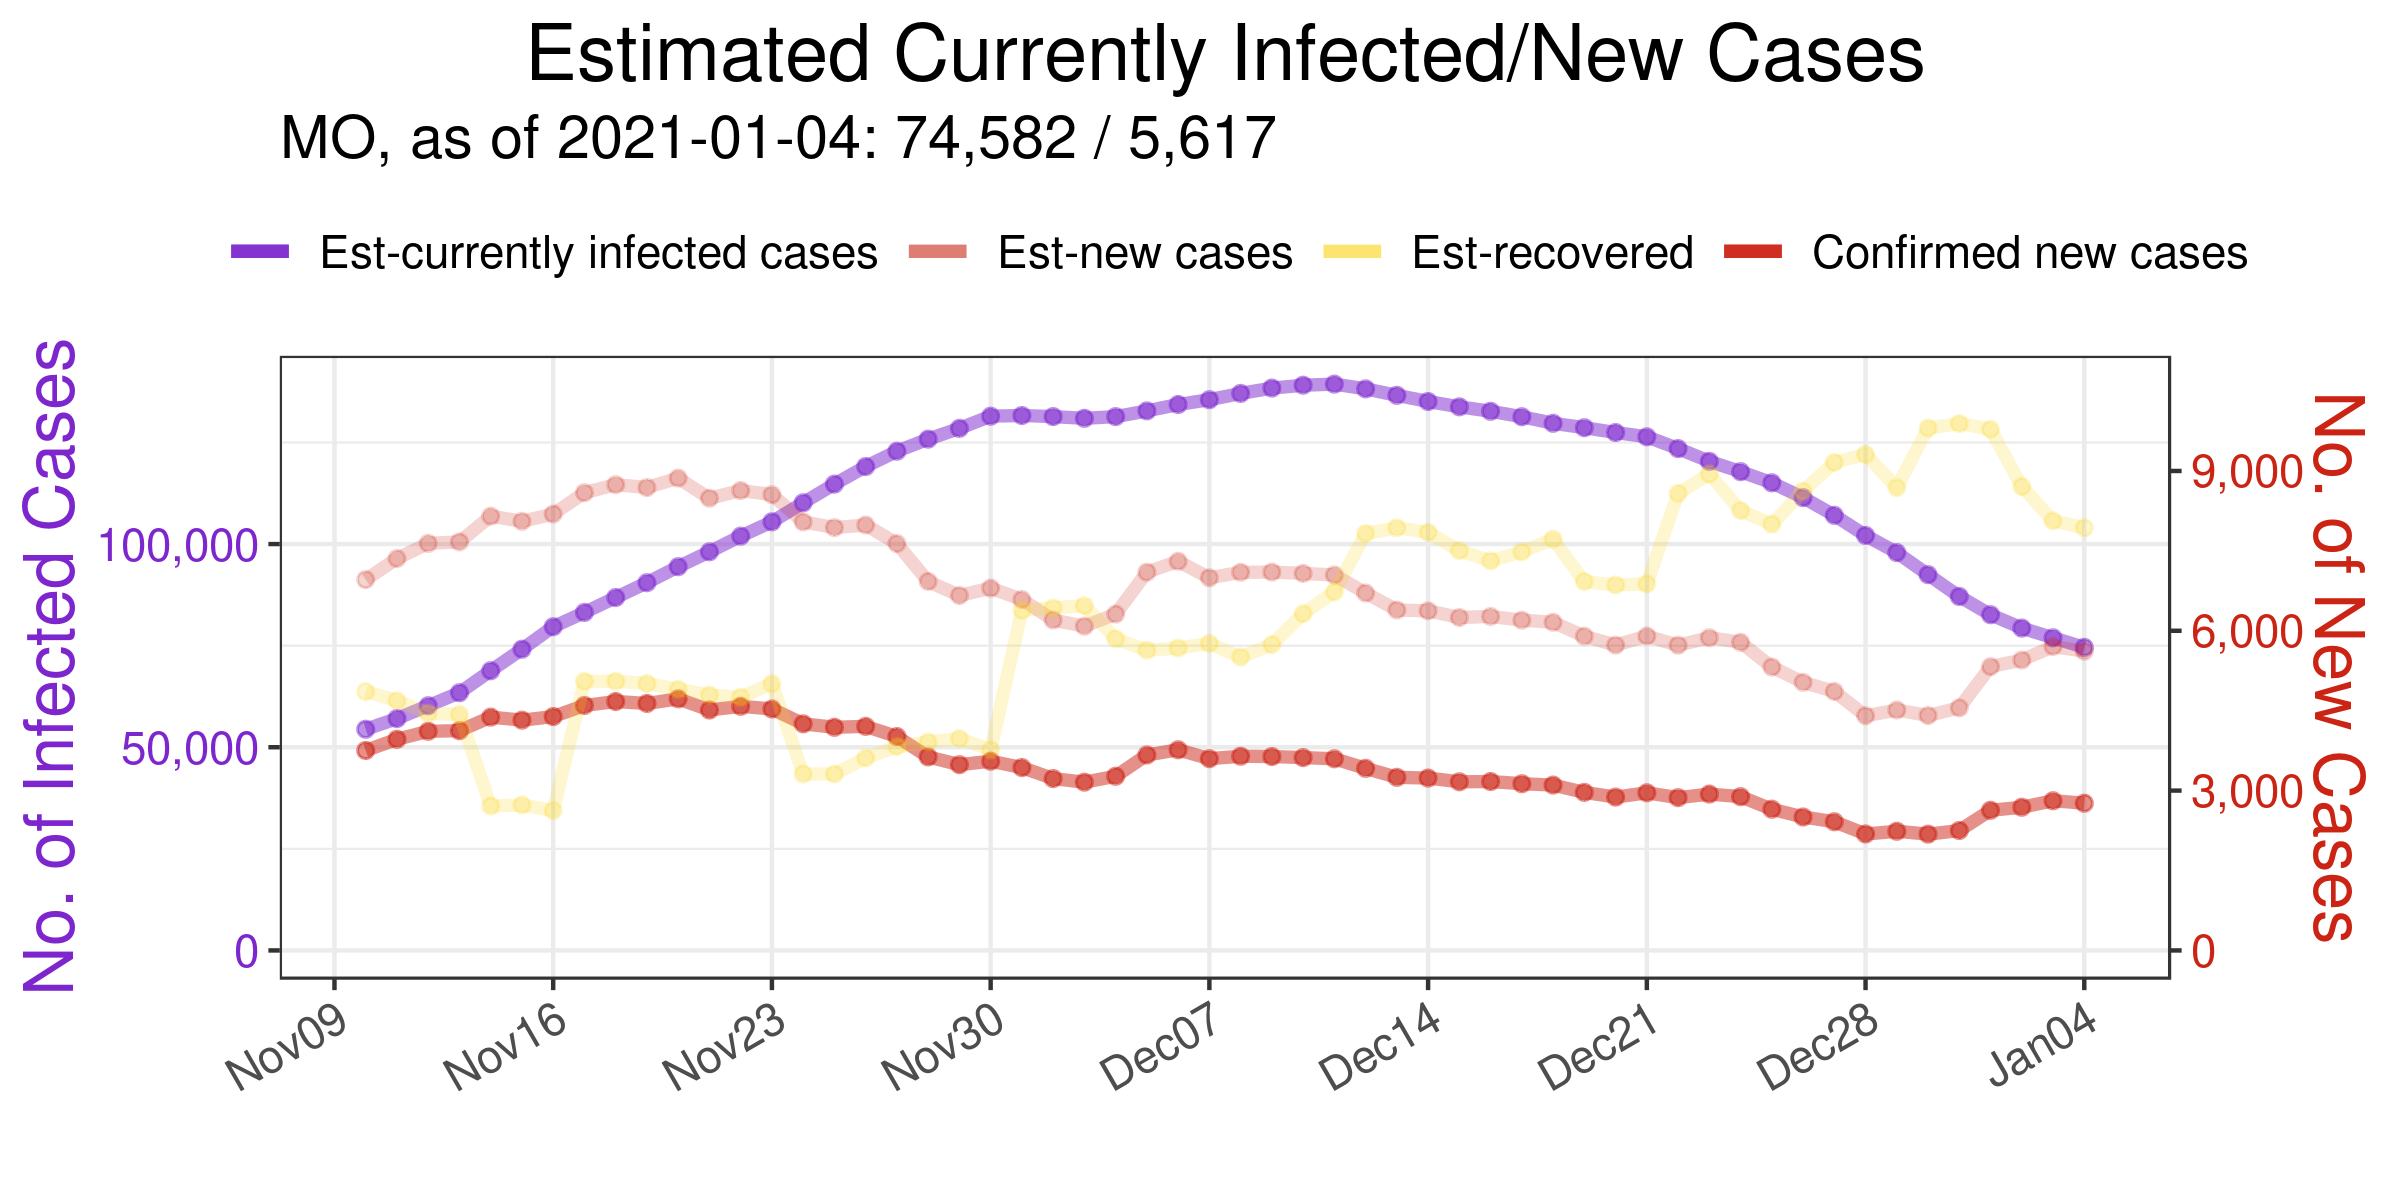 Estimated Currently Infected/New Cases
MO, as of 2021-01-04: 74,582 / 5,617
Est-currently infected cases Est-new cases Est-recovered Confirmed new cases
No. of Infected Cases
100,000
50,000
0
No. of New Cases
9,000
6,000
3,000
0
Nov09 Nov16 Nov23 Nov30 Dec07 Dec14 Dec21 Dec28 Jan04